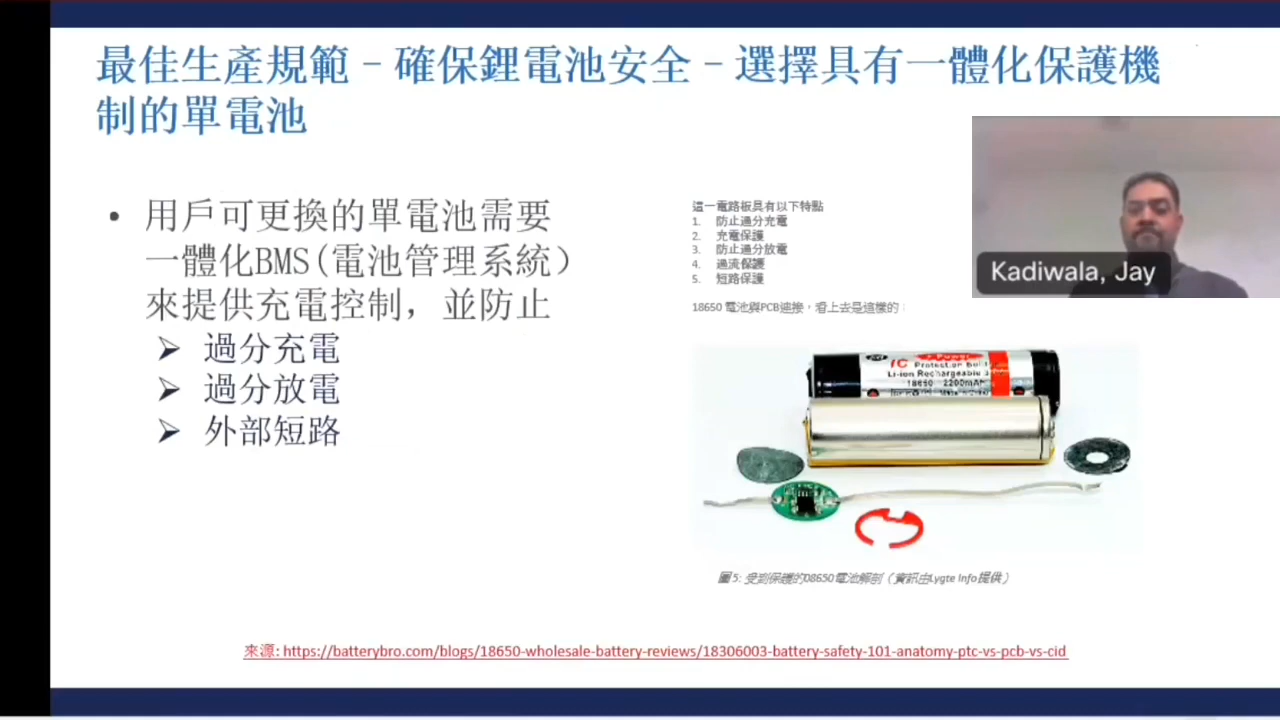 最佳生產規範 – 確保鋰電池安全 – 選擇具有一體化保護機
制的單電池
• 用戶可更換的單電池需要
一體化BMS(電池管理系統)
來提供充電控制, 並防止
➢ 過分充電
➢ 過分放電
➢ 外部短路
這一電路板具有以下特點
1. 防止過分充電
2. 充電保護
3. 防止過分放電
4. 過流保護
5. 短路保護
18650 電池與PCB連接，看上去是這樣的：
Kadiwala, Jay
IC Protection
Li-ion Rechargeable
18650 2200mAh
圖 5: 受到保護的08650電池解剖（資訊由Lygte Info提供）
來源: https://batterybro.com/blogs/18650-wholesale-battery-reviews/18306003-battery-safety-101-anatomy-ptc-vs-pcb-vs-cid